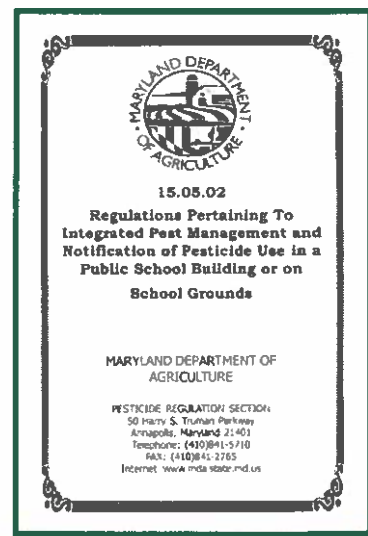 MARYLAND DEPARTMENT
OF AGRICULTURE
15.05.02
Regulations Pertaining To
Integrated Pest Management and
Notification of Pesticide Use in a
Public School Building or on
School Grounds
MARYLAND DEPARTMENT OF
AGRICULTURE
PESTICIDE REGULATION SECTION
50 Harry S. Truman Parkway
Annapolis, Maryland 21401
Telephone: (410)841-5710
FAX: (410)841-2765
Internet www.mda.state.md.us